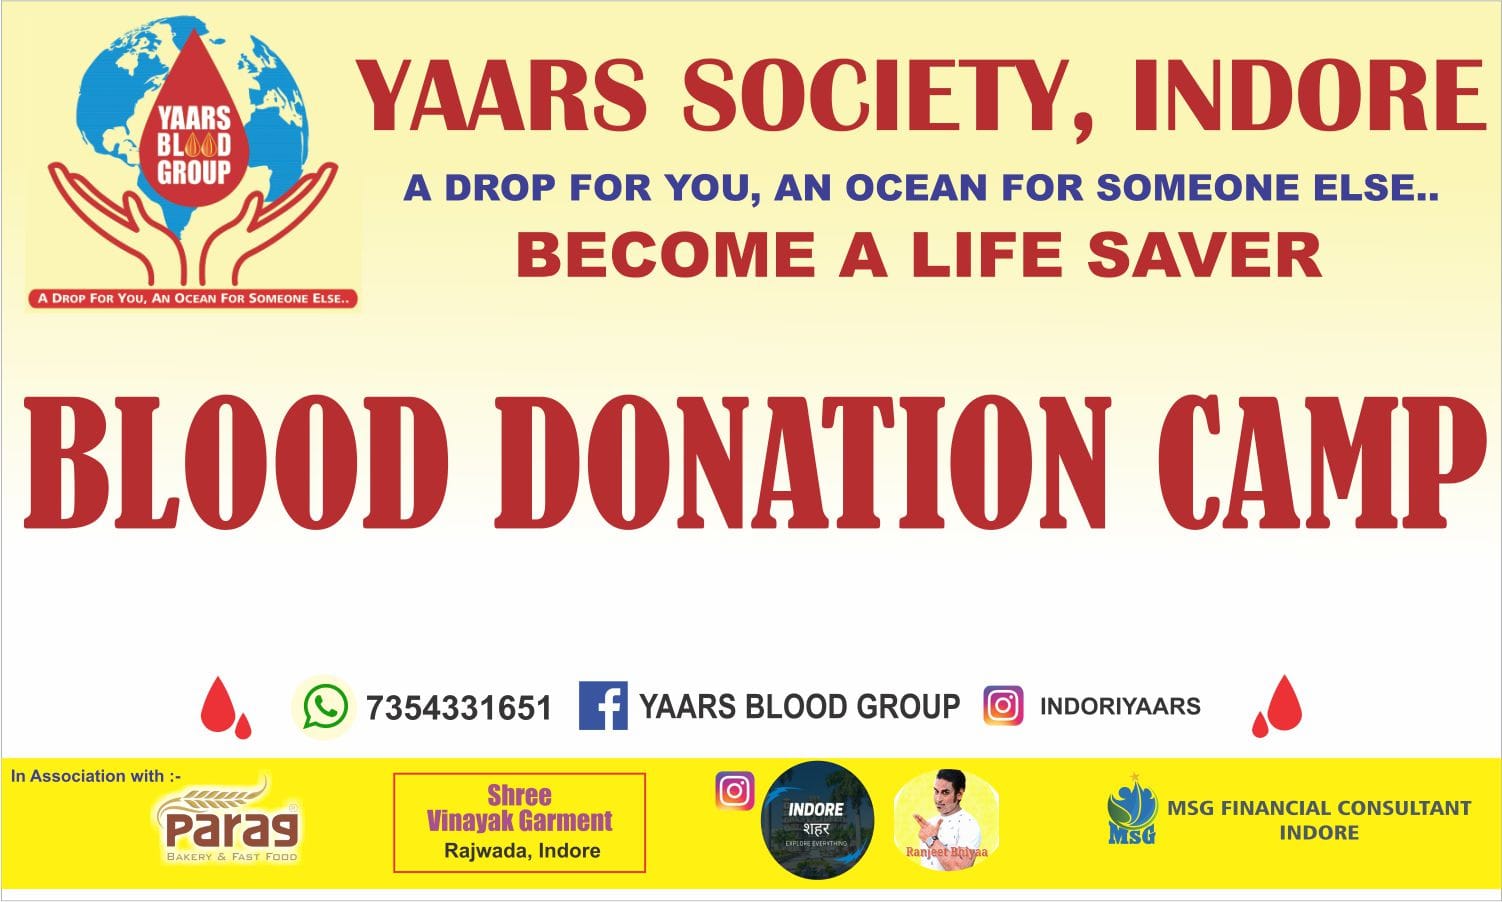 YAARS
BLOOD
GROUP
A DROP FOR YOU, AN OCEAN FOR SOMEONE ELSE..
YAARS SOCIETY, INDORE
A DROP FOR YOU, AN OCEAN FOR SOMEONE ELSE..
BECOME A LIFE SAVER
BLOOD DONATION CAMP
7354331651 YAARS BLOOD GROUP INDORIYAARS
In Association with :-
Parag ®
BAKERY & FAST FOOD
Shree
Vinayak Garment
Rajwada, Indore
INDORE
शहर
EXPLORE EVERYTHING
Ranjeet Bhiyaa
MSG
MSG FINANCIAL CONSULTANT
INDORE